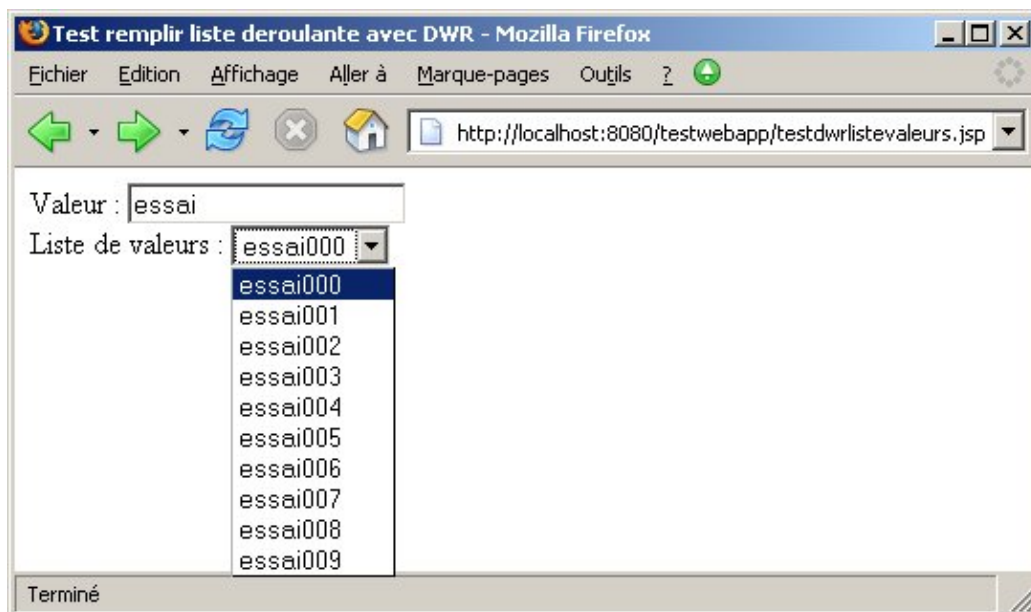 Test remplir liste deroulante avec DWR - Mozilla Firefox
Fichier Edition Affichage Aller à Marque-pages Outils ?
http://localhost:8080/testwebapp/testdwrlistevaleurs.jsp
Valeur : essai
Liste de valeurs : essai000
essai000
essai001
essai002
essai003
essai004
essai005
essai006
essai007
essai008
essai009
Terminé